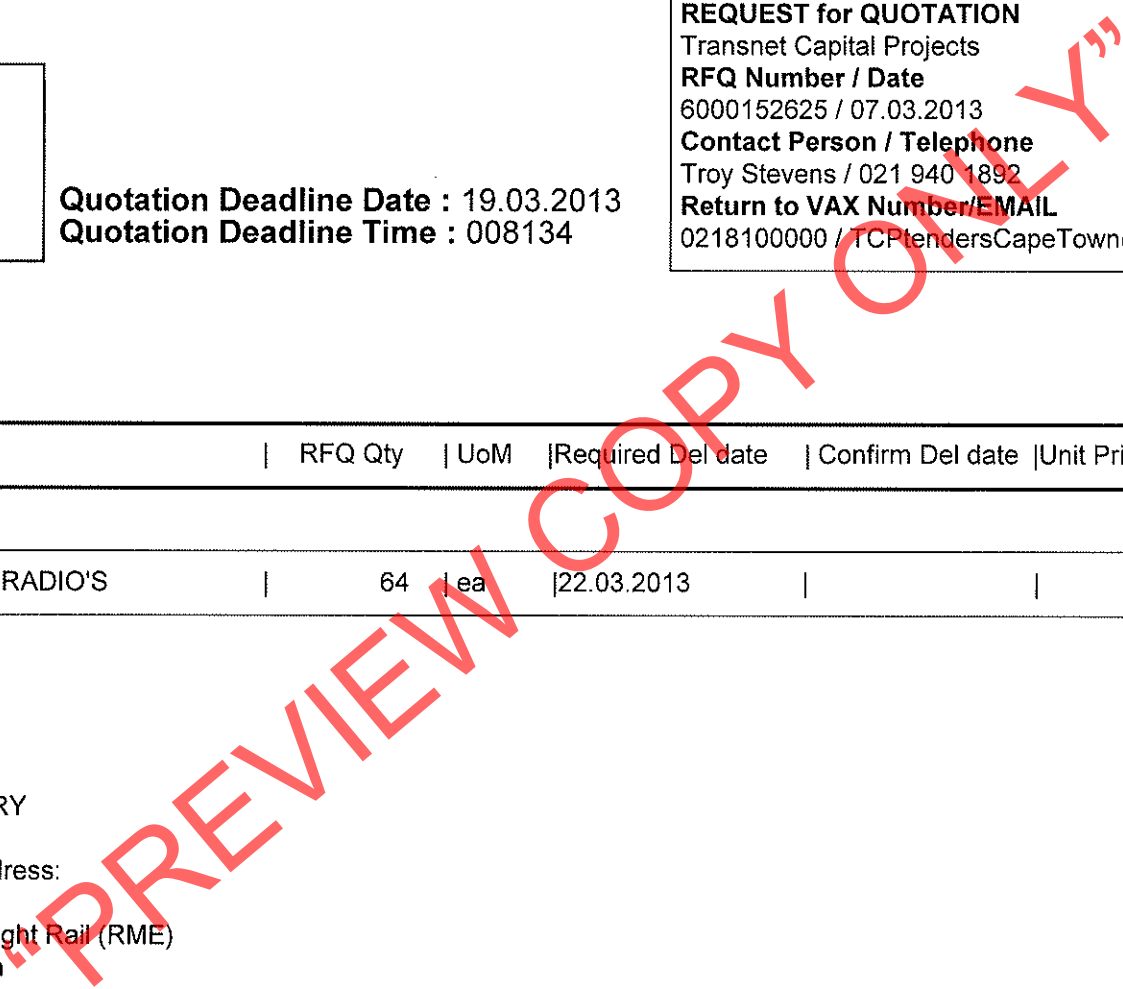 REQUEST for QUOTATION
Transnet Capital Projects
RFQ Number / Date
6000152625 / 07.03.2013
Contact Person / Telephone
Troy Stevens / 021 940 1892
Return to VAX Number/EMAIL
0218100000 / TCPtendersCapeTown
Quotation Deadline Date : 19.03.2013
Quotation Deadline Time : 008134
| RFQ Qty | UoM |Required Del date | Confirm Del date |Unit Pri
RADIO'S | 64 | ea |22.03.2013 | |
RY
dress:
ght Rail (RME)
"PREVIEW COPY ONLY"